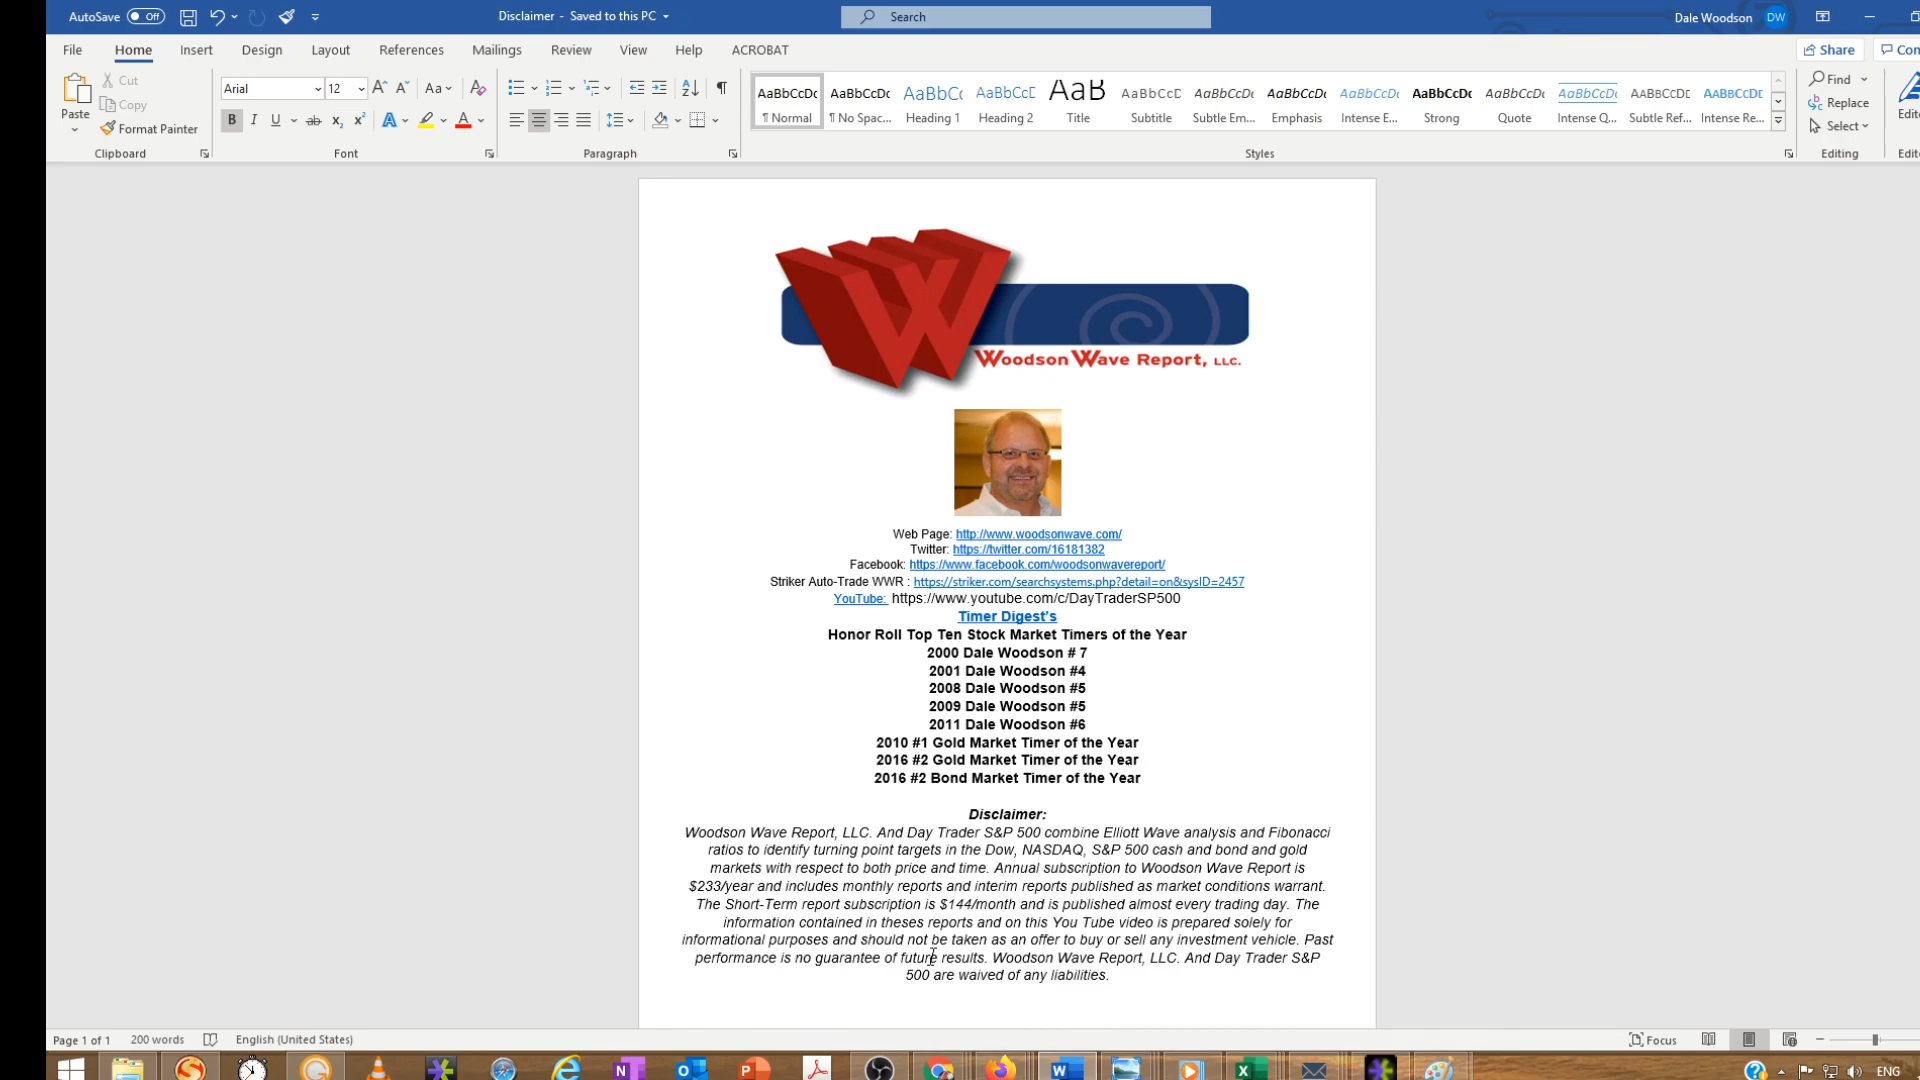 AutoSave Off
Disclaimer - Saved to this PC
Search
Dale Woodson DW
File Home Insert Design Layout References Mailings Review View Help ACROBAT
Share
Paste
Cut
Copy
Format Painter
Clipboard
Arial
12
Font
Paragraph
AaBbCcDc
¶ Normal
AaBbCcDc
¶ No Spac...
AaBbCc
Heading 1
AaBbCcD
Heading 2
AaB
Title
AaBbCcD
Subtitle
AaBbCcDc
Subtle Em...
AaBbCcDc
Emphasis
AaBbCcDc
Intense E...
AaBbCcDc
Strong
AaBbCcDc
Quote
AaBbCcDc
Intense Q...
AaBbCcDD
Subtle Ref...
AaBbCcDc
Intense Re...
Styles
Find
Replace
Select
Editing
Woodson Wave Report, LLC.
Web Page: http://www.woodsonwave.com/
Twitter: https://twitter.com/16181382
Facebook: https://www.facebook.com/woodsonwavereport/
Striker Auto-Trade WWR : https://striker.com/searchsystems.php?detail=on&sysID=2457
YouTube: https://www.youtube.com/c/DayTraderSP500
Timer Digest's
Honor Roll Top Ten Stock Market Timers of the Year
2000 Dale Woodson # 7
2001 Dale Woodson #4
2008 Dale Woodson #5
2009 Dale Woodson #5
2011 Dale Woodson #6
2010 #1 Gold Market Timer of the Year
2016 #2 Gold Market Timer of the Year
2016 #2 Bond Market Timer of the Year
Disclaimer:
Woodson Wave Report, LLC. And Day Trader S&P 500 combine Elliott Wave analysis and Fibonacci
ratios to identify turning point targets in the Dow, NASDAQ, S&P 500 cash and bond and gold
markets with respect to both price and time. Annual subscription to Woodson Wave Report is
$233/year and includes monthly reports and interim reports published as market conditions warrant.
The Short-Term report subscription is $144/month and is published almost every trading day. The
information contained in theses reports and on this You Tube video is prepared solely for
informational purposes and should not be taken as an offer to buy or sell any investment vehicle. Past
performance is no guarantee of future results. Woodson Wave Report, LLC. And Day Trader S&P
500 are waived of any liabilities.
Page 1 of 1 200 words English (United States)
Focus
ENG